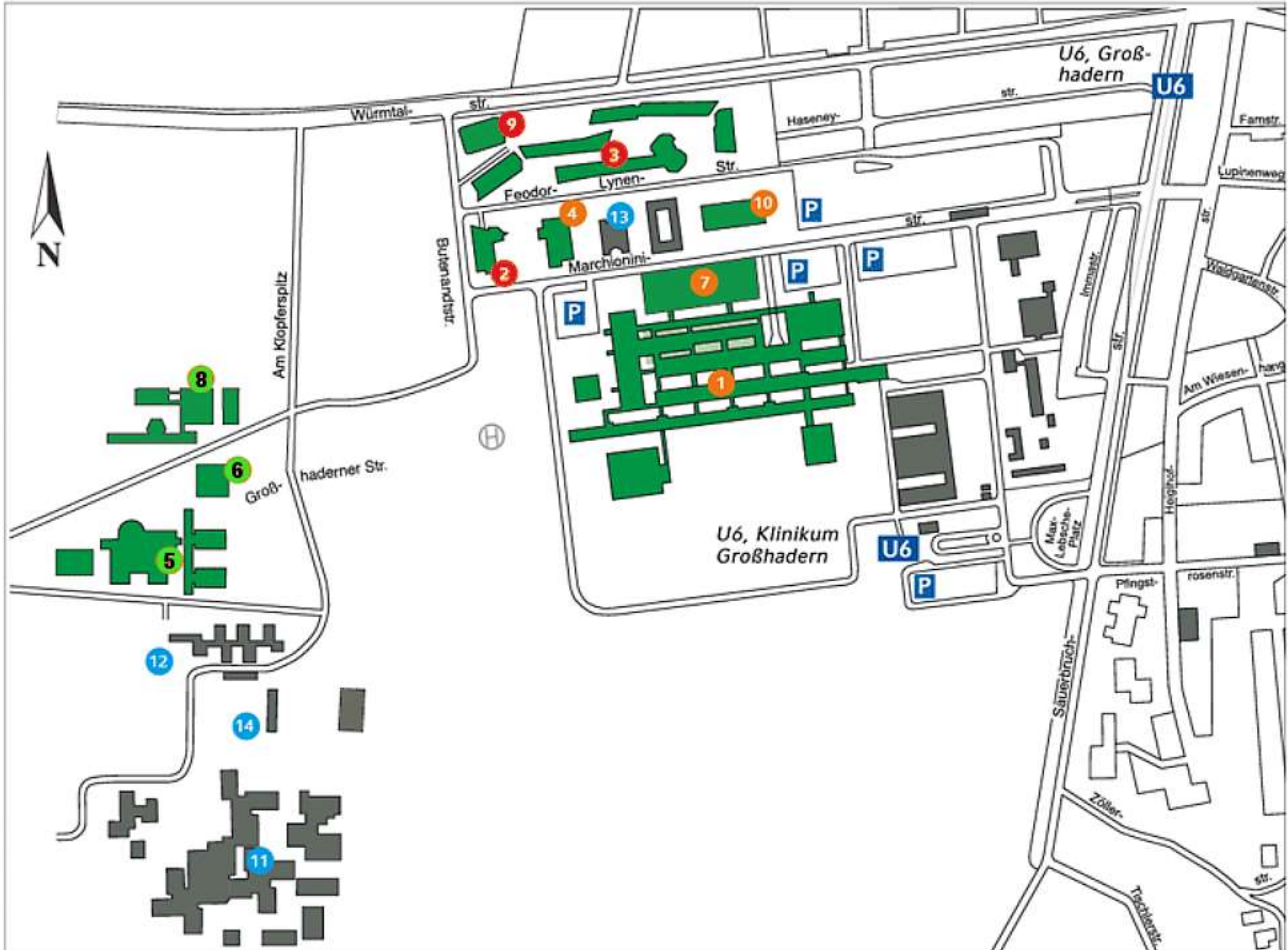 U6, Groß-
hadern
U6
Würmtal-
str.
Haseney-
str.
Farnstr.
9
3
Feodor-
Lynen-
Str.
Lupinenweg
4
13
10
P
str.
str.
2
Marchionini-
P
P
7
P
Butenandtstr.
Immastr.
Waldgartenstr.
N
Am Klopferspitz
str.
8
1
Am Wiesen-
hang
H
6
Groß-
haderner Str.
Heiglhof-
5
U6, Klinikum
Großhadern
U6
Max-
Lebsche-
Platz
P
Pfingst-
rosenstr.
12
Sauerbruch-
14
Zöller-
11
str.
Tischlerstr.